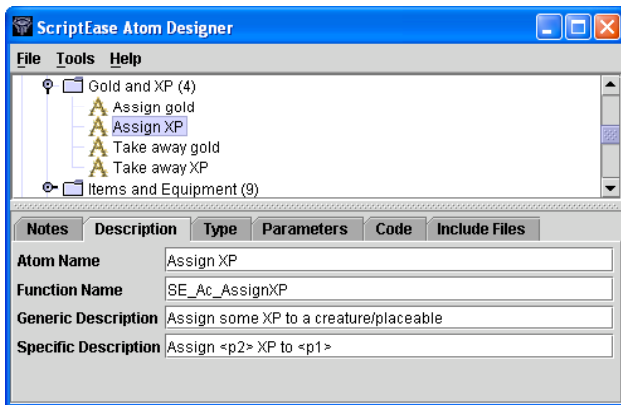 ScriptEase Atom Designer
File Tools Help
Gold and XP (4)
Assign gold
Assign XP
Take away gold
Take away XP
Items and Equipment (9)
Notes Description Type Parameters Code Include Files
Atom Name Assign XP
Function Name SE_Ac_AssignXP
Generic Description Assign some XP to a creature/placeable
Specific Description Assign <p2> XP to <p1>